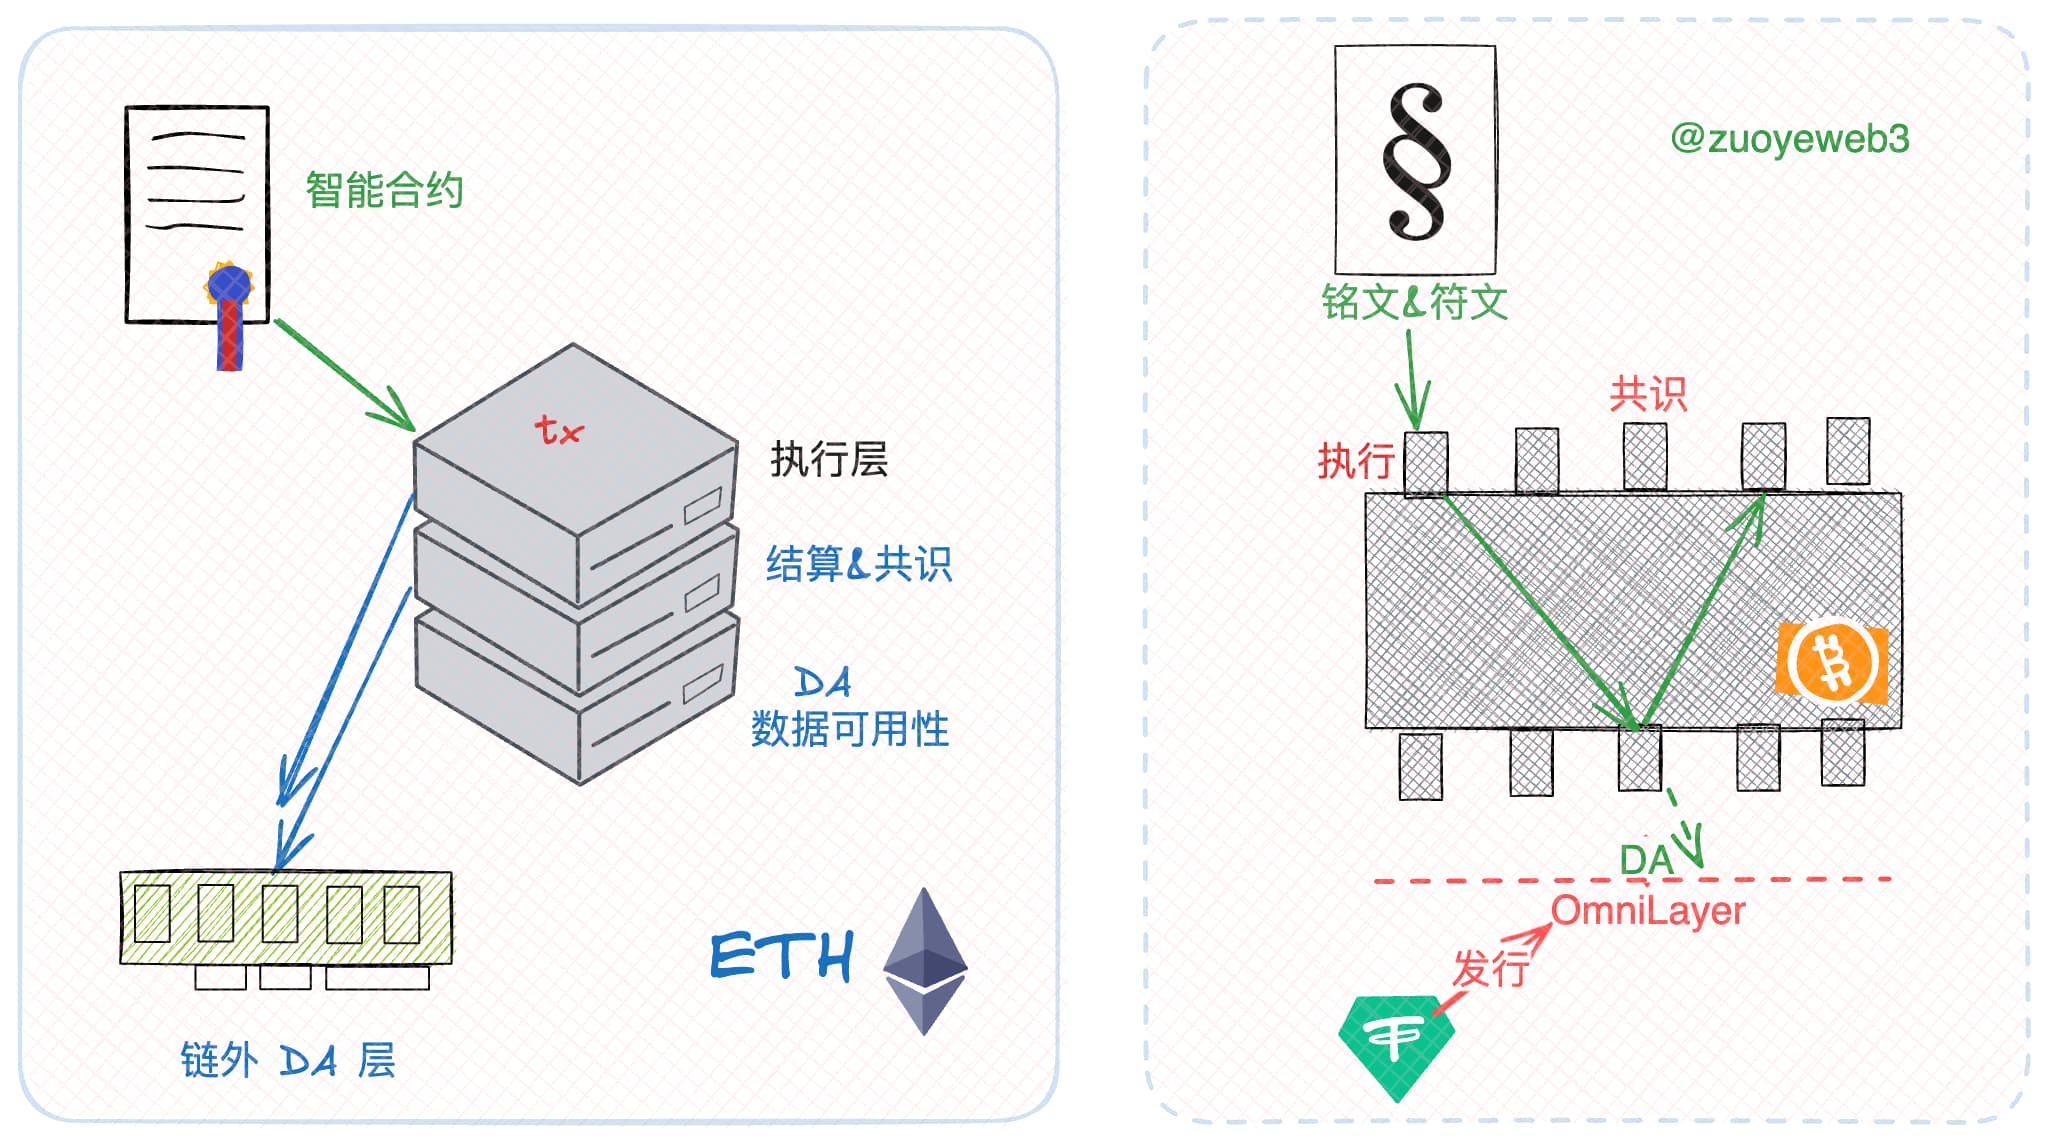 智能合约
tx
执行层
结算&共识
DA
数据可用性
链外 DA 层
ETH
§
@zuoyeweb3
铭文&符文
共识
执行
DA
OmniLayer
发行